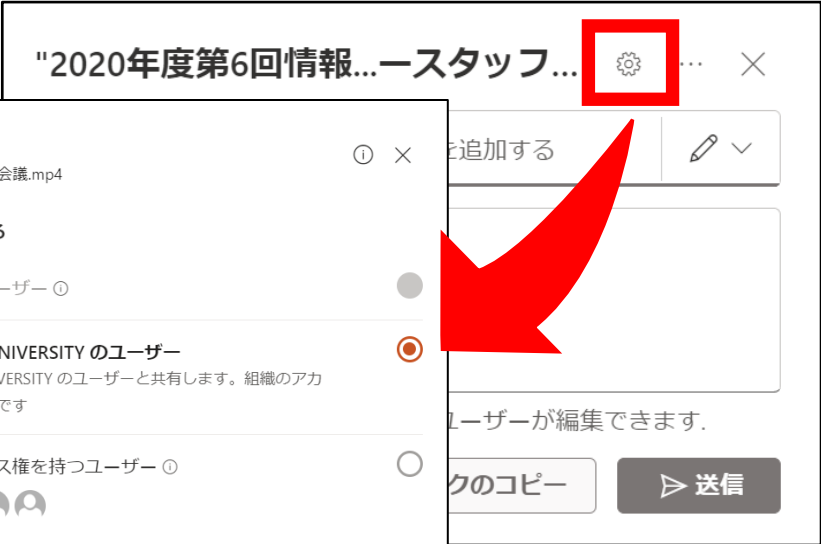 "2020年度第6回情報...ースタッフ...
を追加する
会議.mp4
る
ーザー
NIVERSITY のユーザー
VERSITY のユーザーと共有します。組織のアカ
です
ス権を持つユーザー
ユーザーが編集できます.
クのコピー
送信